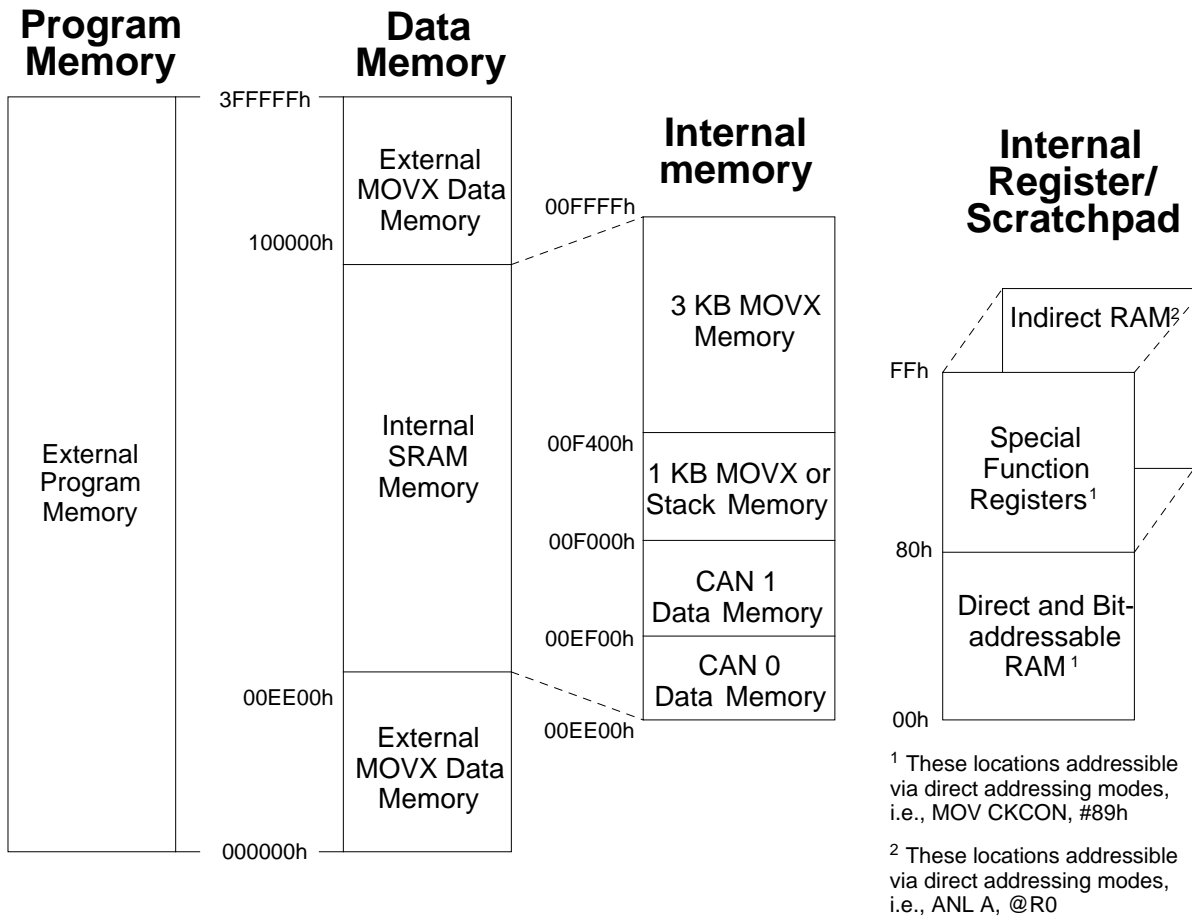 Program
Memory
3FFFFFh
External
Program
Memory
000000h
Data
Memory
External
MOVX Data
Memory
100000h
Internal
SRAM
Memory
00EE00h
External
MOVX Data
Memory
Internal
memory
00FFFFh
3 KB MOVX
Memory
00F400h
1 KB MOVX or
Stack Memory
00F000h
CAN 1
Data Memory
00EF00h
CAN 0
Data Memory
00EE00h
Internal
Register/
Scratchpad
Indirect RAM²
FFh
Special
Function
Registers¹
80h
Direct and Bit-
addressable
RAM¹
00h
¹ These locations addressible
via direct addressing modes,
i.e., MOV CKCON, #89h
² These locations addressible
via direct addressing modes,
i.e., ANL A, @R0